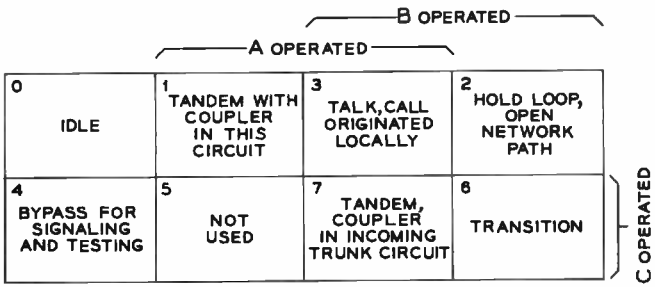 B OPERATED
A OPERATED
0
IDLE
1
TANDEM WITH
COUPLER
IN THIS
CIRCUIT
3
TALK, CALL
ORIGINATED
LOCALLY
2
HOLD LOOP,
OPEN
NETWORK
PATH
4
BYPASS FOR
SIGNALING
AND TESTING
5
NOT
USED
7
TANDEM,
COUPLER
IN INCOMING
TRUNK CIRCUIT
6
TRANSITION
C OPERATED